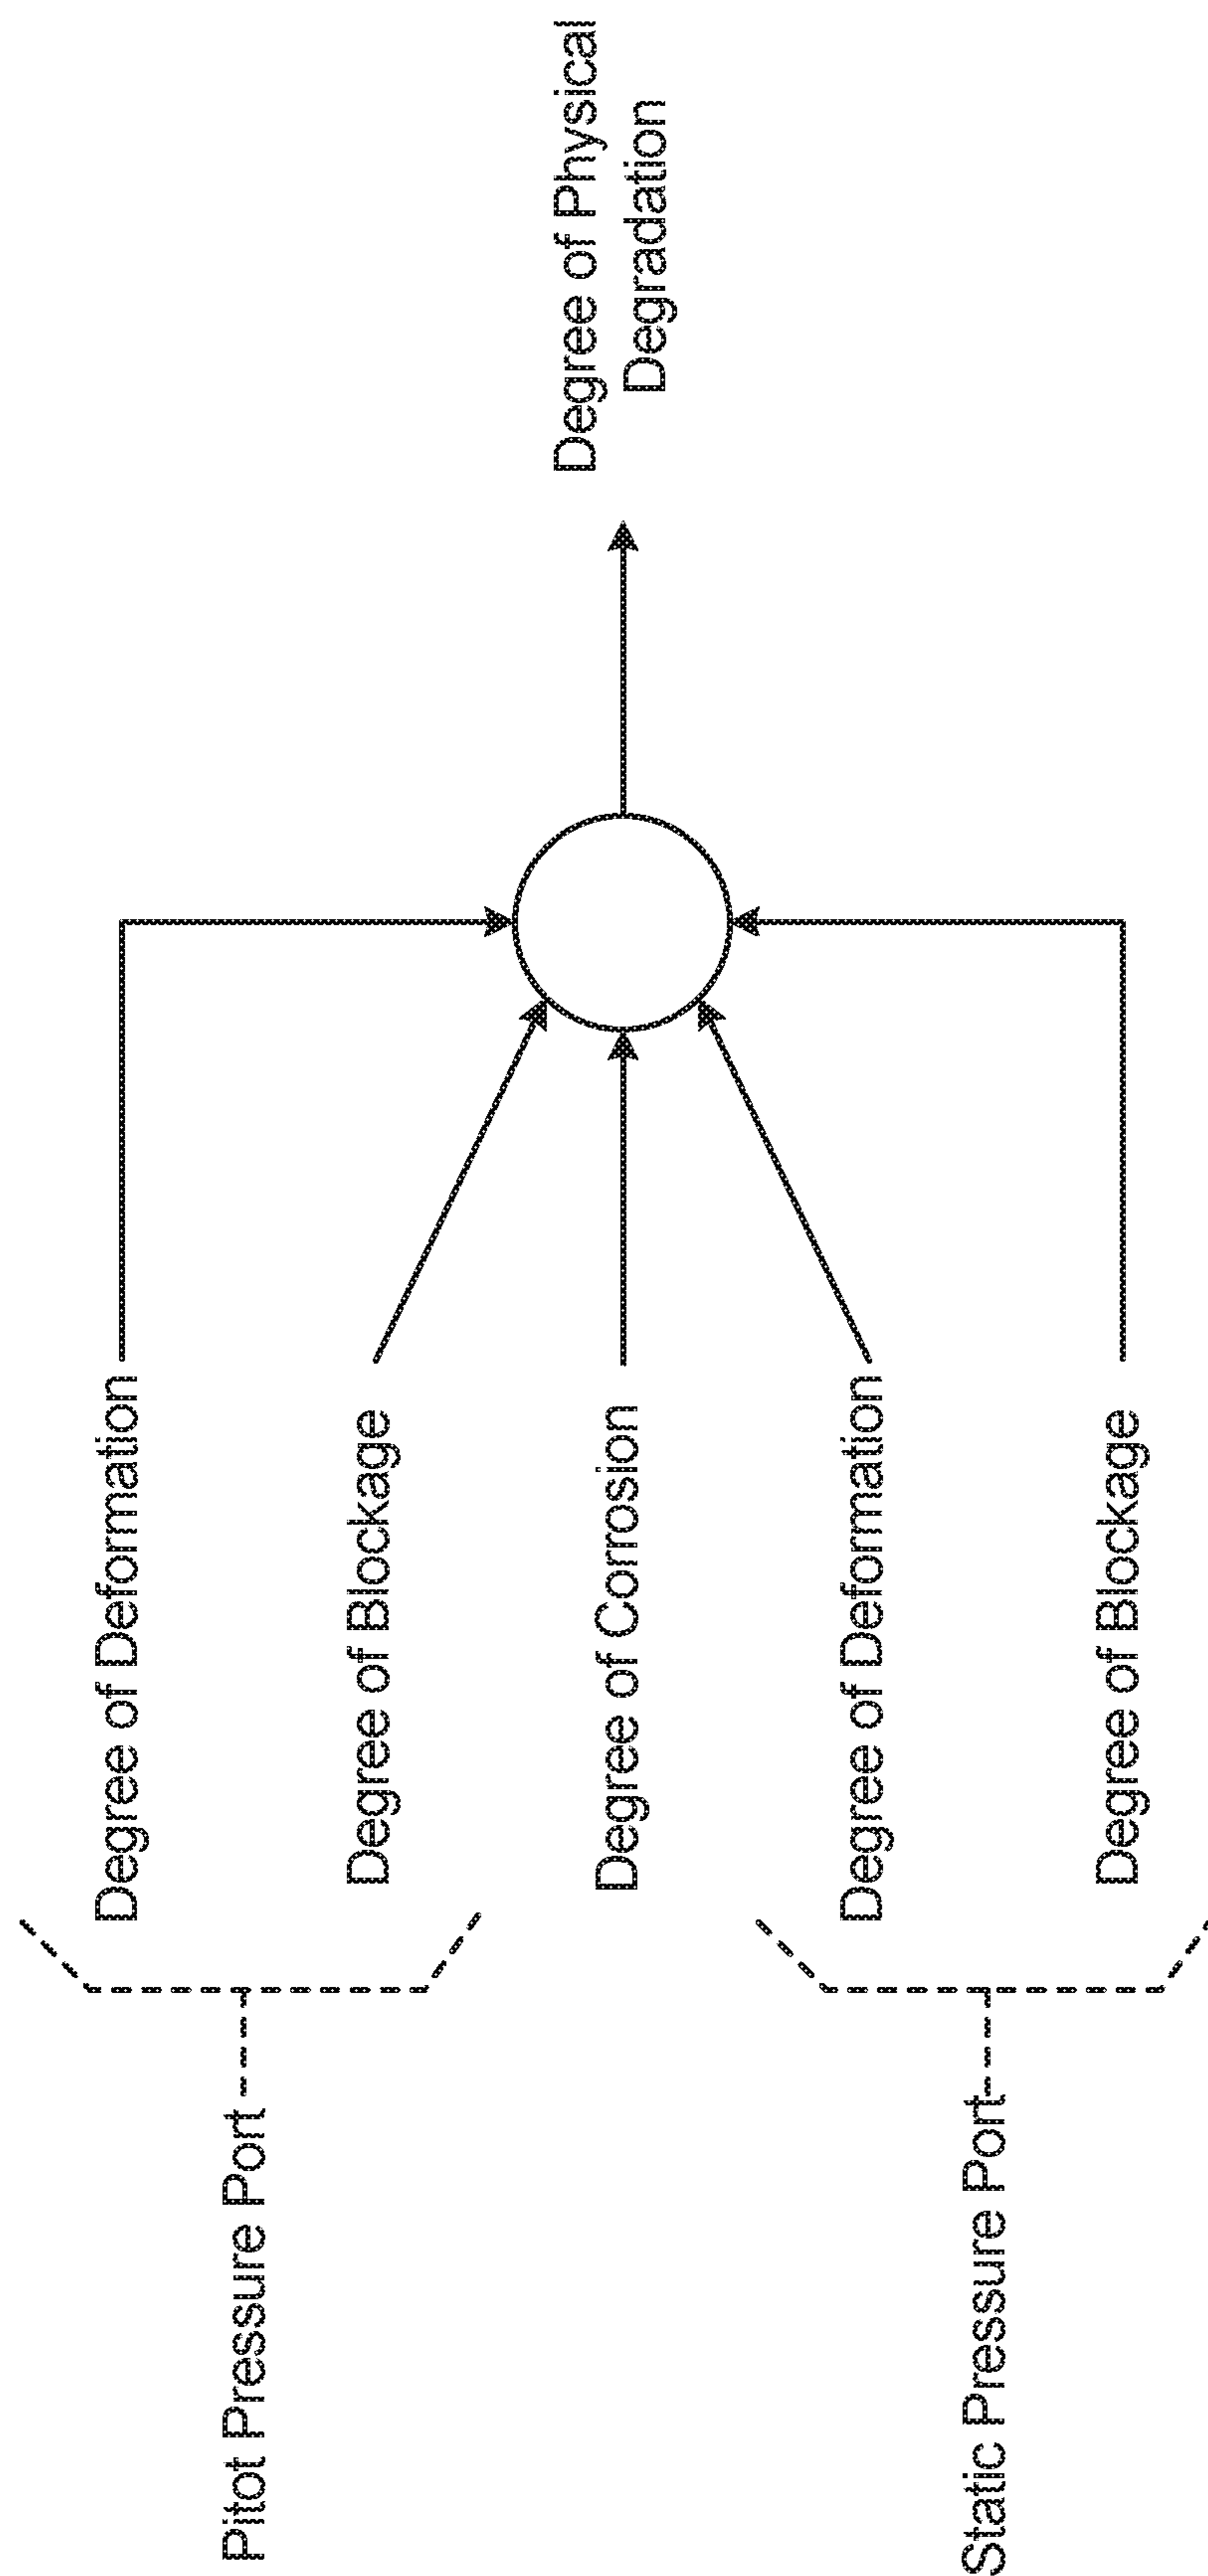 Pitot Pressure Port
Degree of Deformation
Degree of Blockage
Degree of Corrosion
Static Pressure Port
Degree of Deformation
Degree of Blockage
Degree of Physical
Degradation